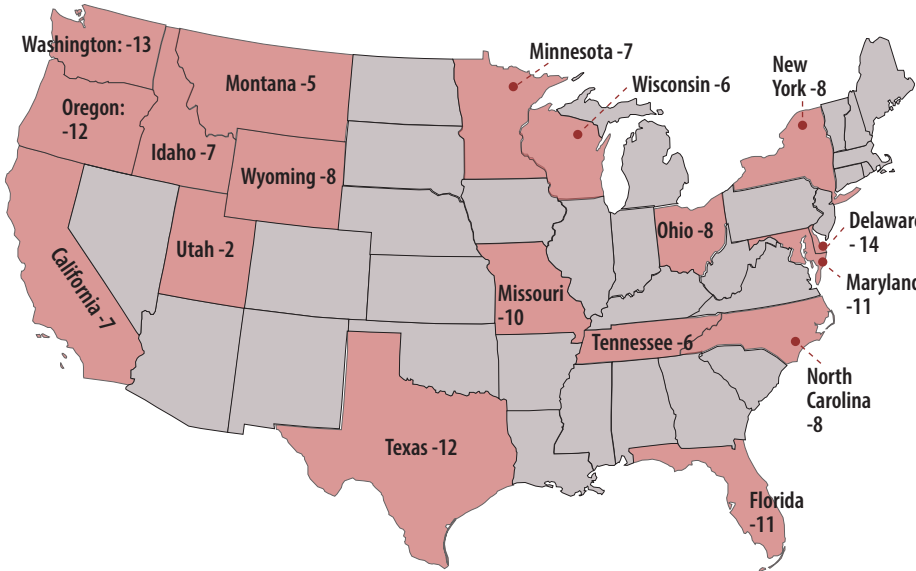 Washington: -13
Minnesota -7
New
York -8
Montana -5
Wisconsin -6
Oregon:
-12
Idaho -7
Wyoming -8
Delaware
- 14
Ohio -8
Utah -2
California -7
Missouri
-10
Maryland
-11
Tennessee -6
North
Carolina
-8
Texas -12
Florida
-11